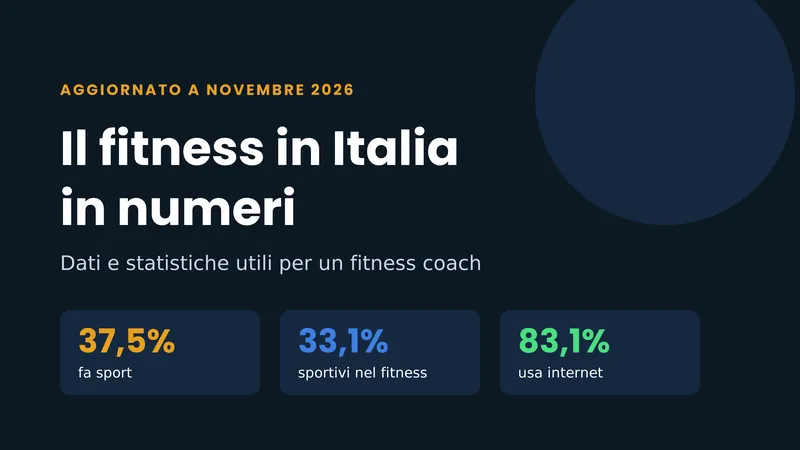 AGGIORNATO A NOVEMBRE 2026
Il fitness in Italia
in numeri
Dati e statistiche utili per un fitness coach
37,5%
fa sport
33,1%
sportivi nel fitness
83,1%
usa internet